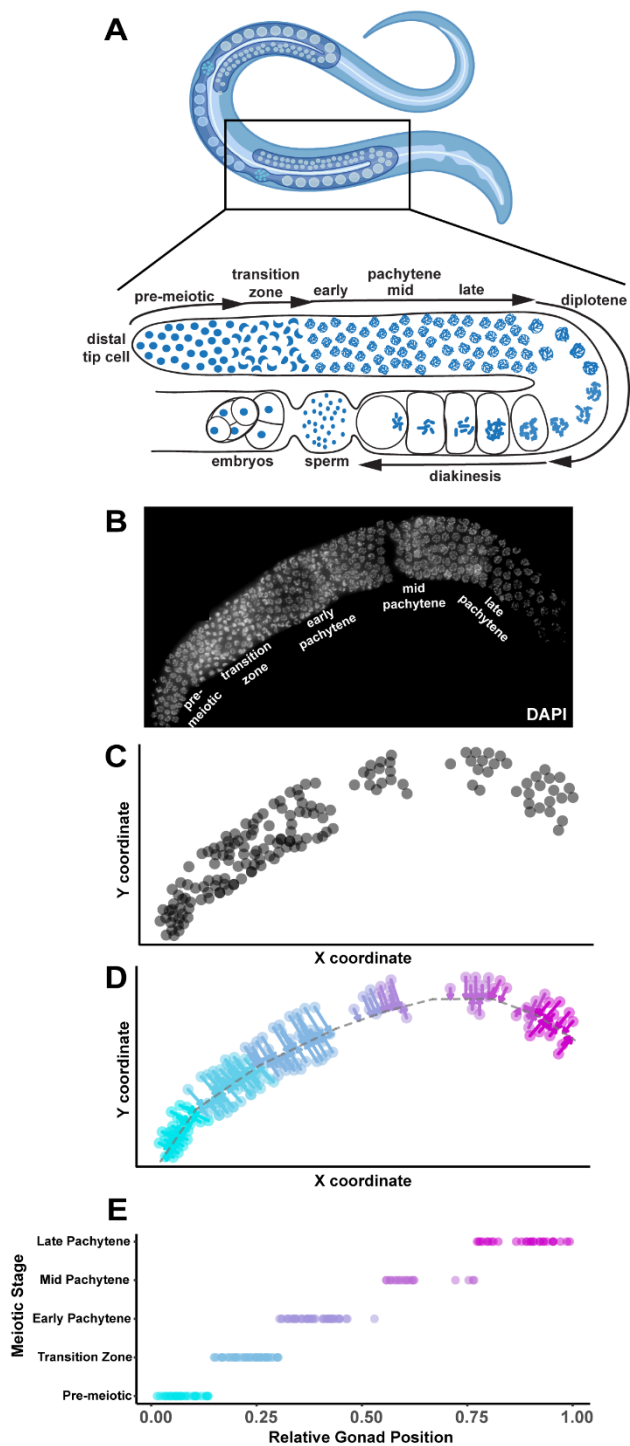 A
pre-meiotic
transition
zone
early
pachytene
mid
late
diplotene
distal
tip cell
embryos
sperm
diakinesis
B
pre-
meiotic
transition
zone
early
pachytene
mid
pachytene
late
pachytene
DAPI
C
Y coordinate
X coordinate
D
Y coordinate
X coordinate
E
Meiotic Stage
Late Pachytene
Mid Pachytene
Early Pachytene
Transition Zone
Pre-meiotic
0.00 0.25 0.50 0.75 1.00
Relative Gonad Position